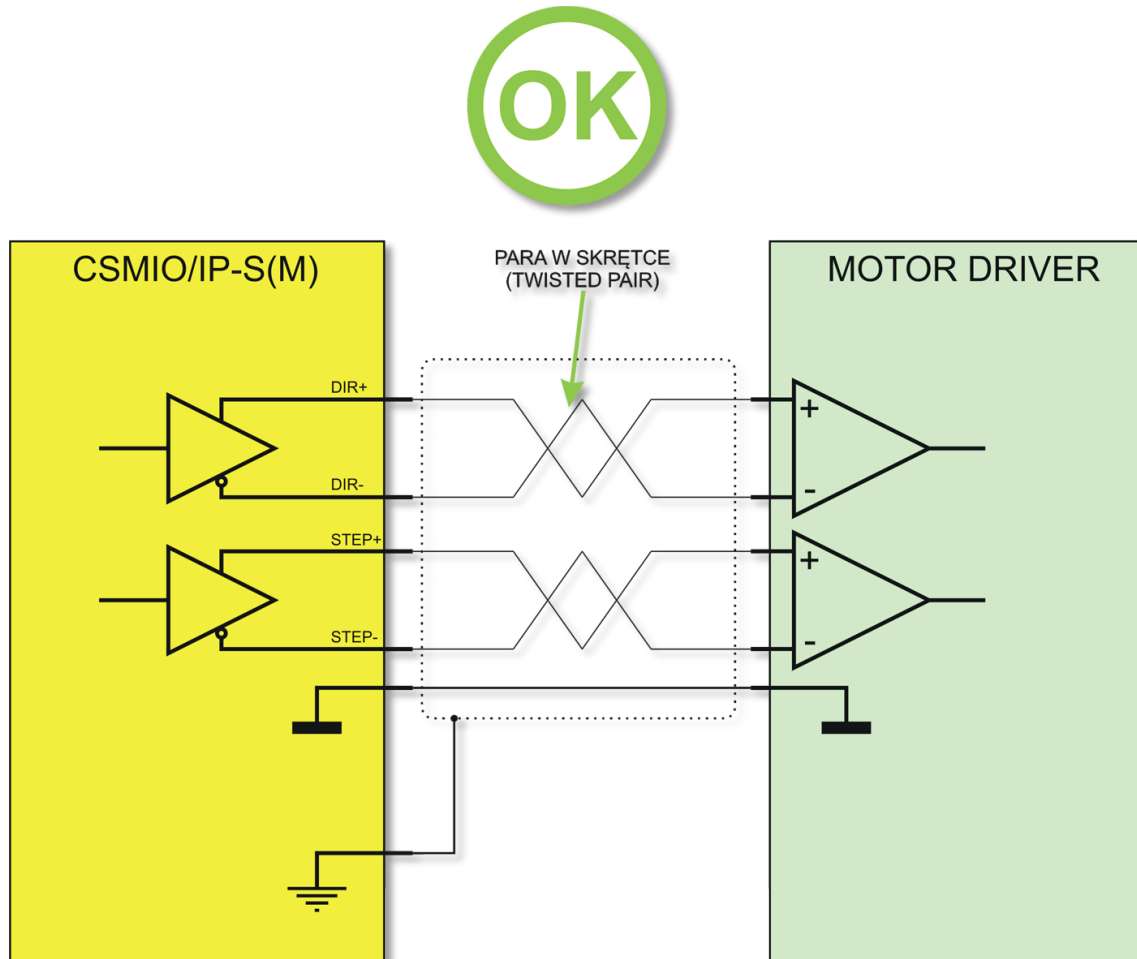 OK
CSMIO/IP-S(M)
PARA W SKRĘTCE
(TWISTED PAIR)
MOTOR DRIVER
DIR+
+
DIR-
-
STEP+
+
STEP-
-